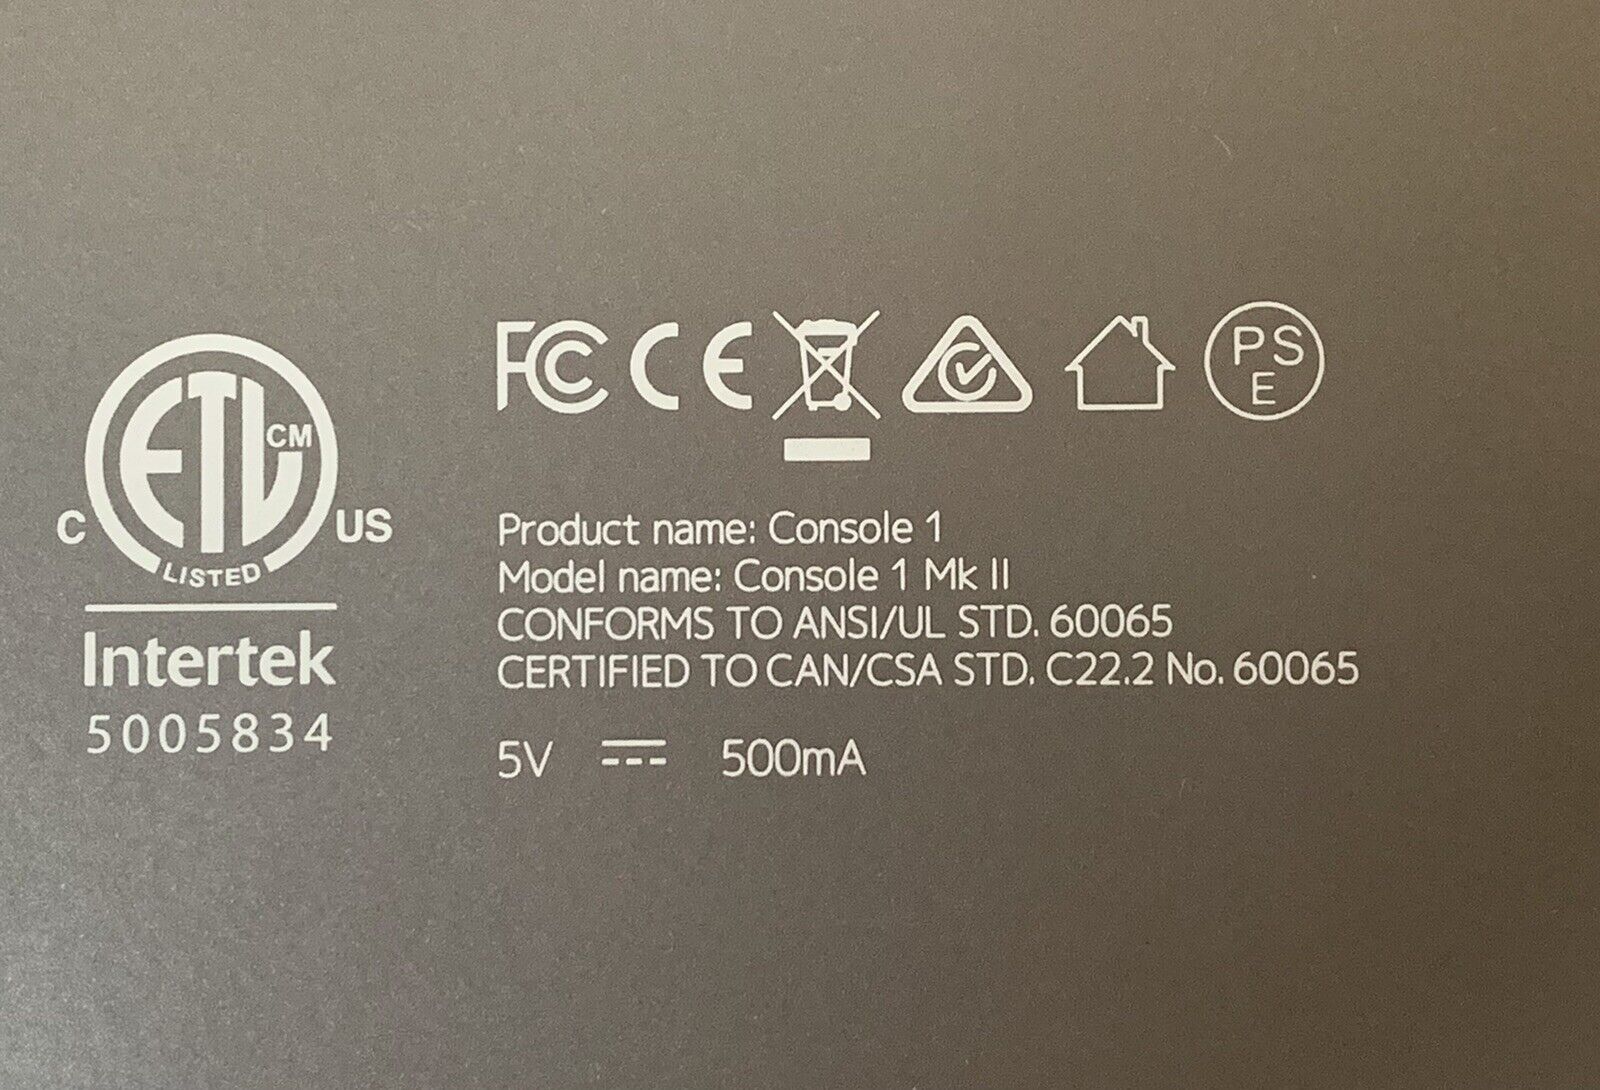 ETL CM
C US
LISTED
Intertek
5005834
FC CE
PS
E
Product name: Console 1
Model name: Console 1 Mk II
CONFORMS TO ANSI/UL STD. 60065
CERTIFIED TO CAN/CSA STD. C22.2 No. 60065
5V 500mA